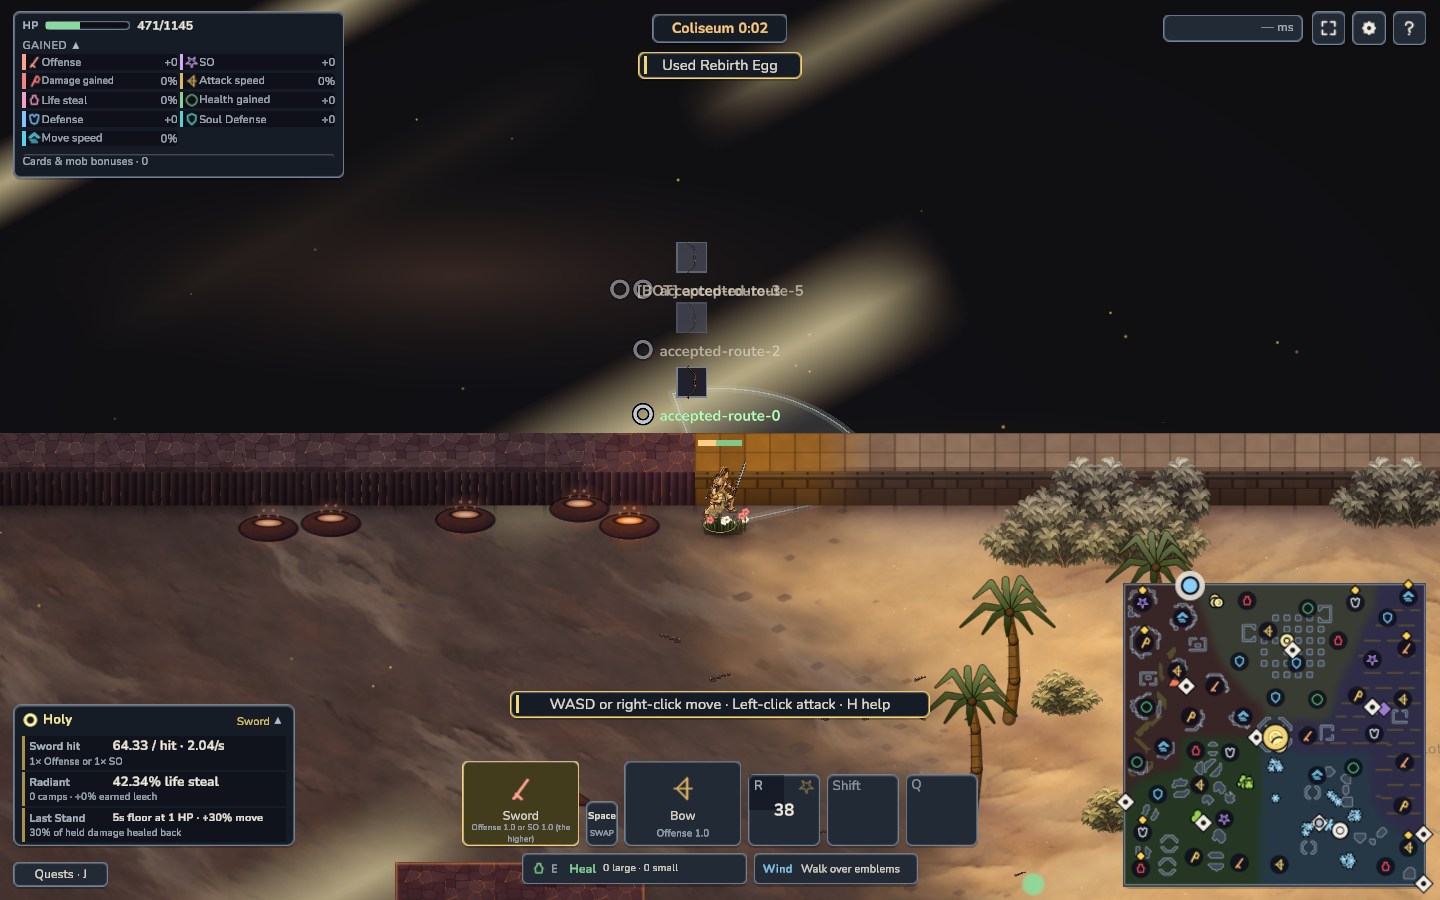 HP 471/1145
GAINED ▲
Offense +0 SO +0
Damage gained 0% Attack speed 0%
Life steal 0% Health gained +0
Defense +0 Soul Defense +0
Move speed 0%
Cards & mob bonuses · 0
Coliseum 0:02
Used Rebirth Egg
— ms
?
accepted-route-2
accepted-route-0
WASD or right-click move · Left-click attack · H help
Holy Sword ▲
Sword hit 64.33 / hit · 2.04/s
1× Offense or 1× SO
Radiant 42.34% life steal
0 camps · +0% earned leech
Last Stand 5s floor at 1 HP · +30% move
30% of held damage healed back
Quests · J
Sword
Offense 1.0 or SO 1.0 (the higher)
Space
SWAP
Bow
Offense 1.0
R
38
Shift
Q
E Heal 0 large · 0 small
Wind Walk over emblems